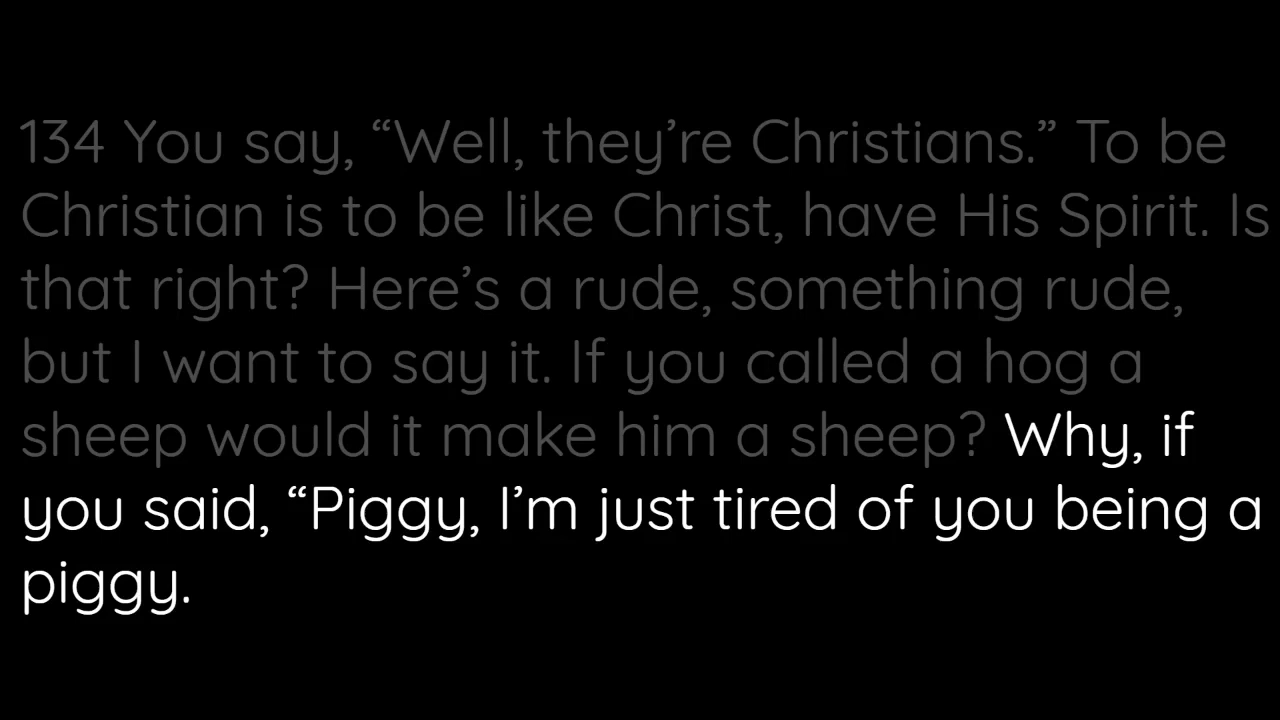 134 You say, “Well, they’re Christians.” To be
Christian is to be like Christ, have His Spirit. Is
that right? Here’s a rude, something rude,
but I want to say it. If you called a hog a
sheep would it make him a sheep? Why, if
you said, “Piggy, I’m just tired of you being a
piggy.